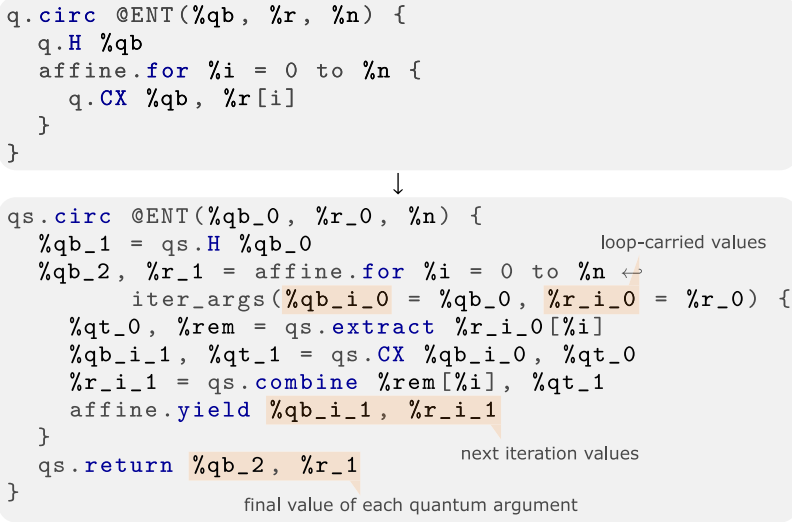 q.circ @ENT(%qb, %r, %n) {
q.H %qb
affine.for %i = 0 to %n {
q.CX %qb, %r[i]
}
}
↓
qs.circ @ENT(%qb_0, %r_0, %n) {
%qb_1 = qs.H %qb_0
loop-carried values
%qb_2, %r_1 = affine.for %i = 0 to %n ↩
iter_args(%qb_i_0 = %qb_0, %r_i_0 = %r_0) {
%qt_0, %rem = qs.extract %r_i_0[%i]
%qb_i_1, %qt_1 = qs.CX %qb_i_0, %qt_0
%r_i_1 = qs.combine %rem[%i], %qt_1
affine.yield %qb_i_1, %r_i_1
}
next iteration values
qs.return %qb_2, %r_1
}
final value of each quantum argument